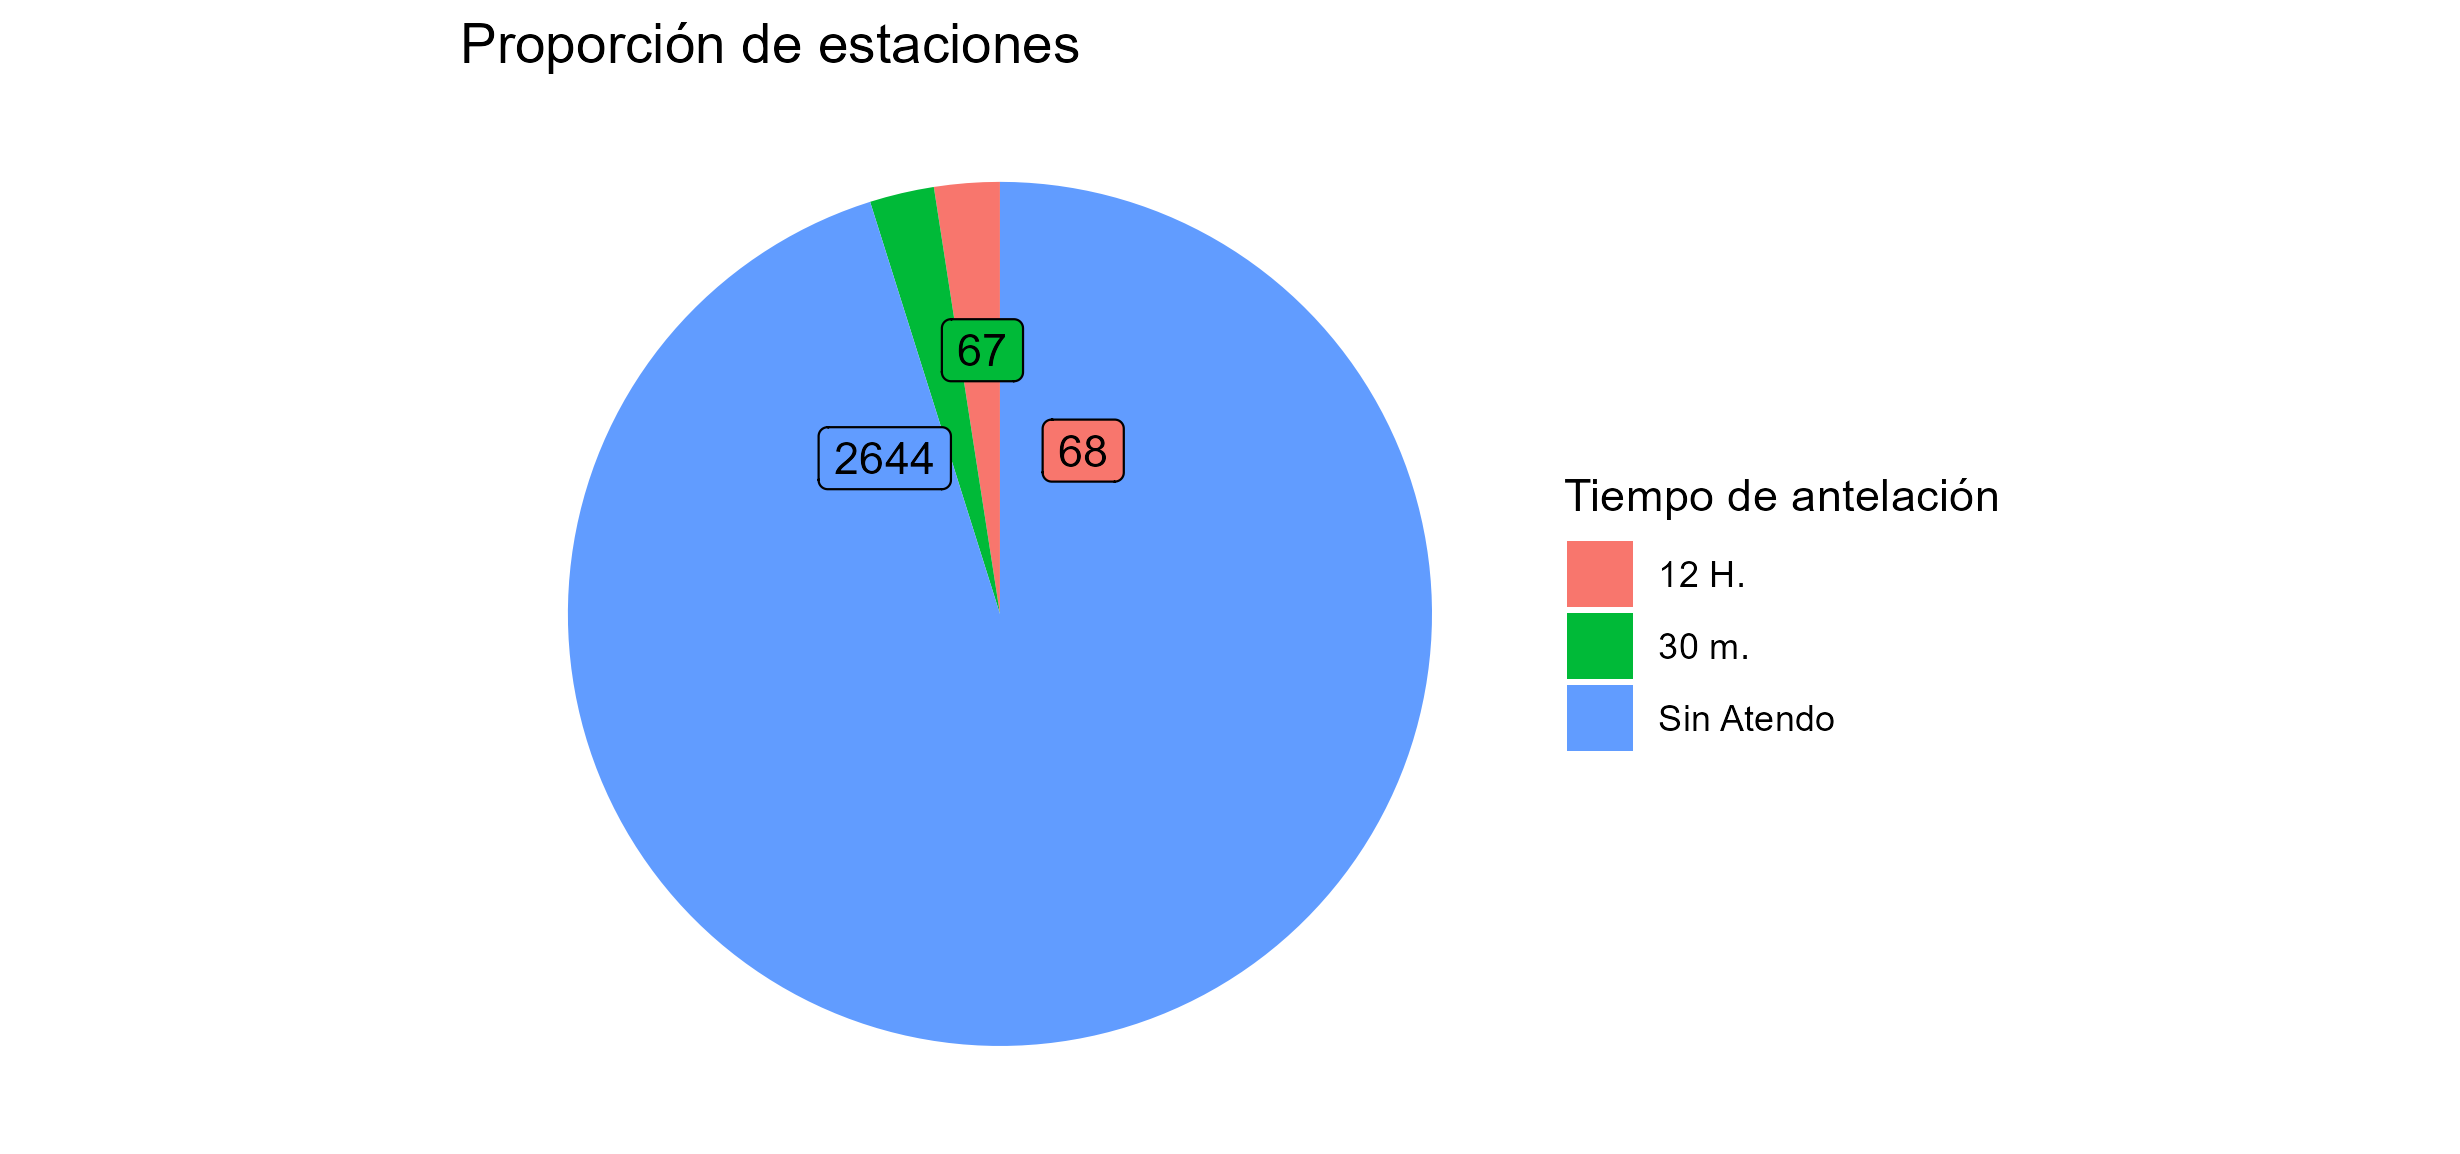 Proporción de estaciones
67
2644
68
Tiempo de antelación
12 H.
30 m.
Sin Atendo